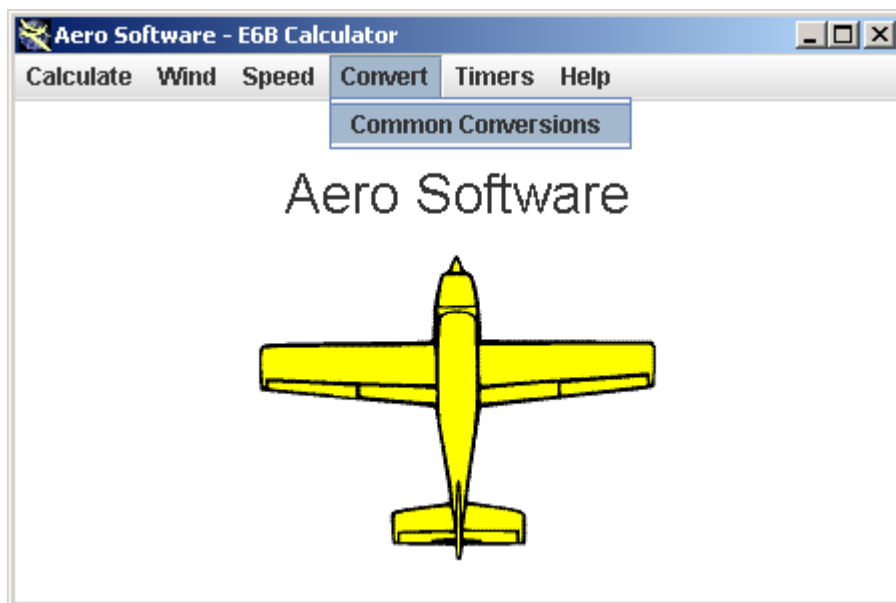 Aero Software - E6B Calculator
Calculate Wind Speed Convert Timers Help
Common Conversions
Aero Software